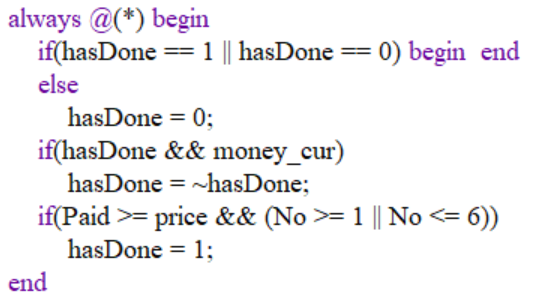 always @(*) begin
if(hasDone == 1 || hasDone == 0) begin end
else
hasDone = 0;
if(hasDone && money_cur)
hasDone = ~hasDone;
if(Paid >= price && (No >= 1 || No <= 6))
hasDone = 1;
end